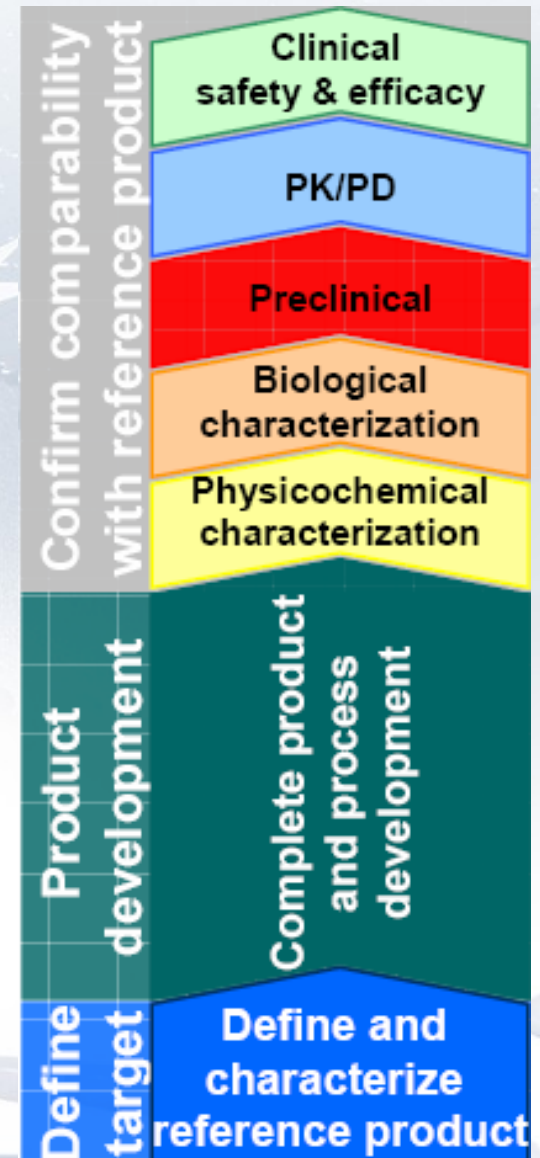 Confirm comparability
with reference product
Clinical
safety & efficacy
PK/PD
Preclinical
Biological
characterization
Physicochemical
characterization
Product
development
Complete product
and process
development
Define
target
Define and
characterize
reference product